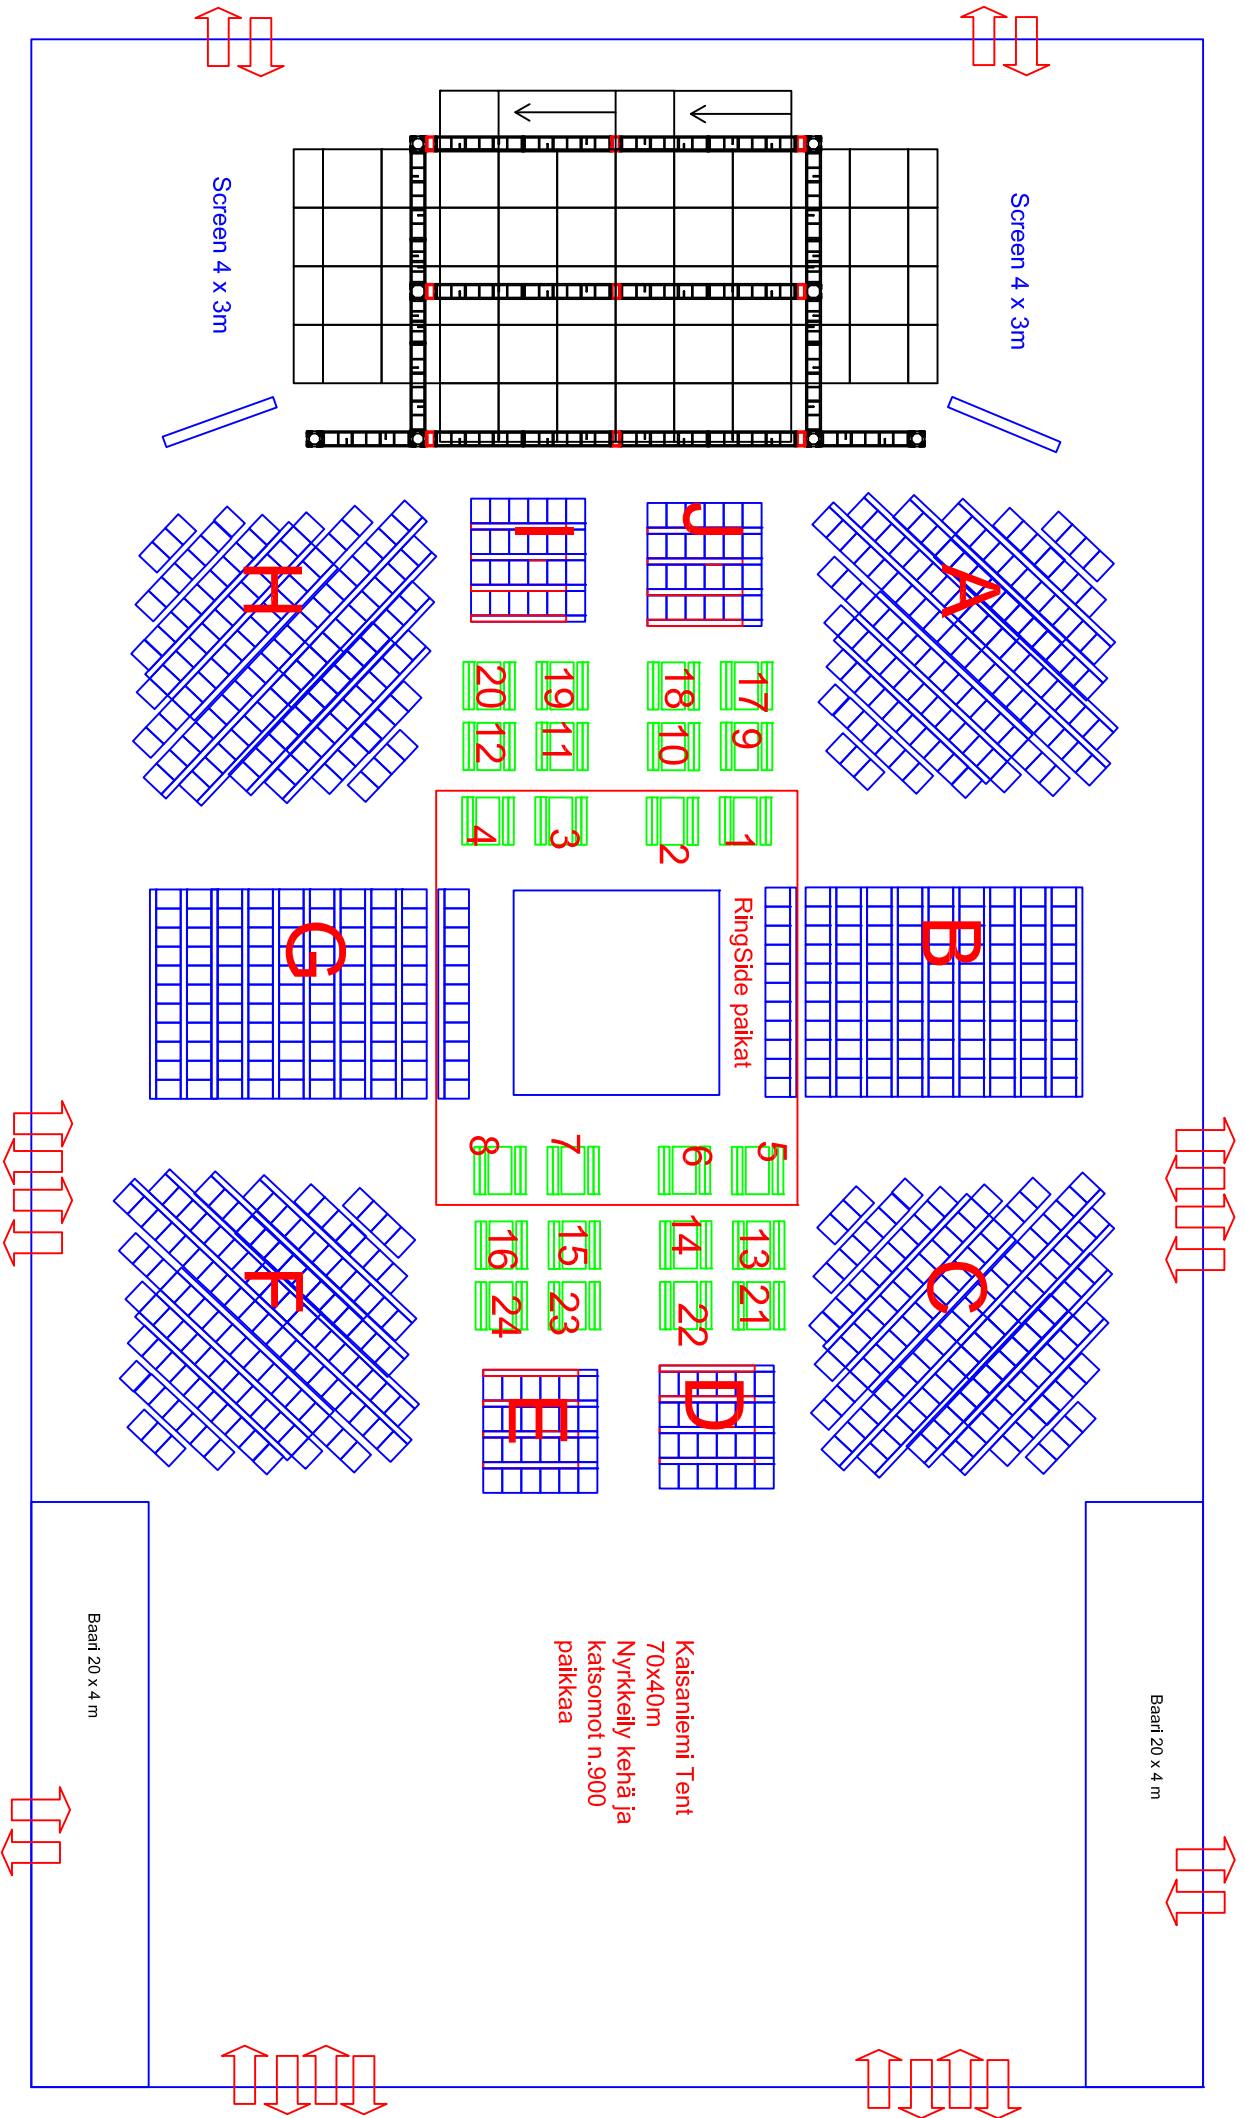 Screen 4 x 3m
Screen 4 x 3m
A
J
I
H
17
18
19
20
9
10
11
12
1
2
3
4
B
RingSide paikat
G
5
6
7
8
13
14
15
16
21
22
23
24
C
D
E
F
Kaisaniemi Tent
70x40m
Nyrkkeily kehä ja
katsomot n.900
paikkaa
Baari 20 x 4 m
Baari 20 x 4 m